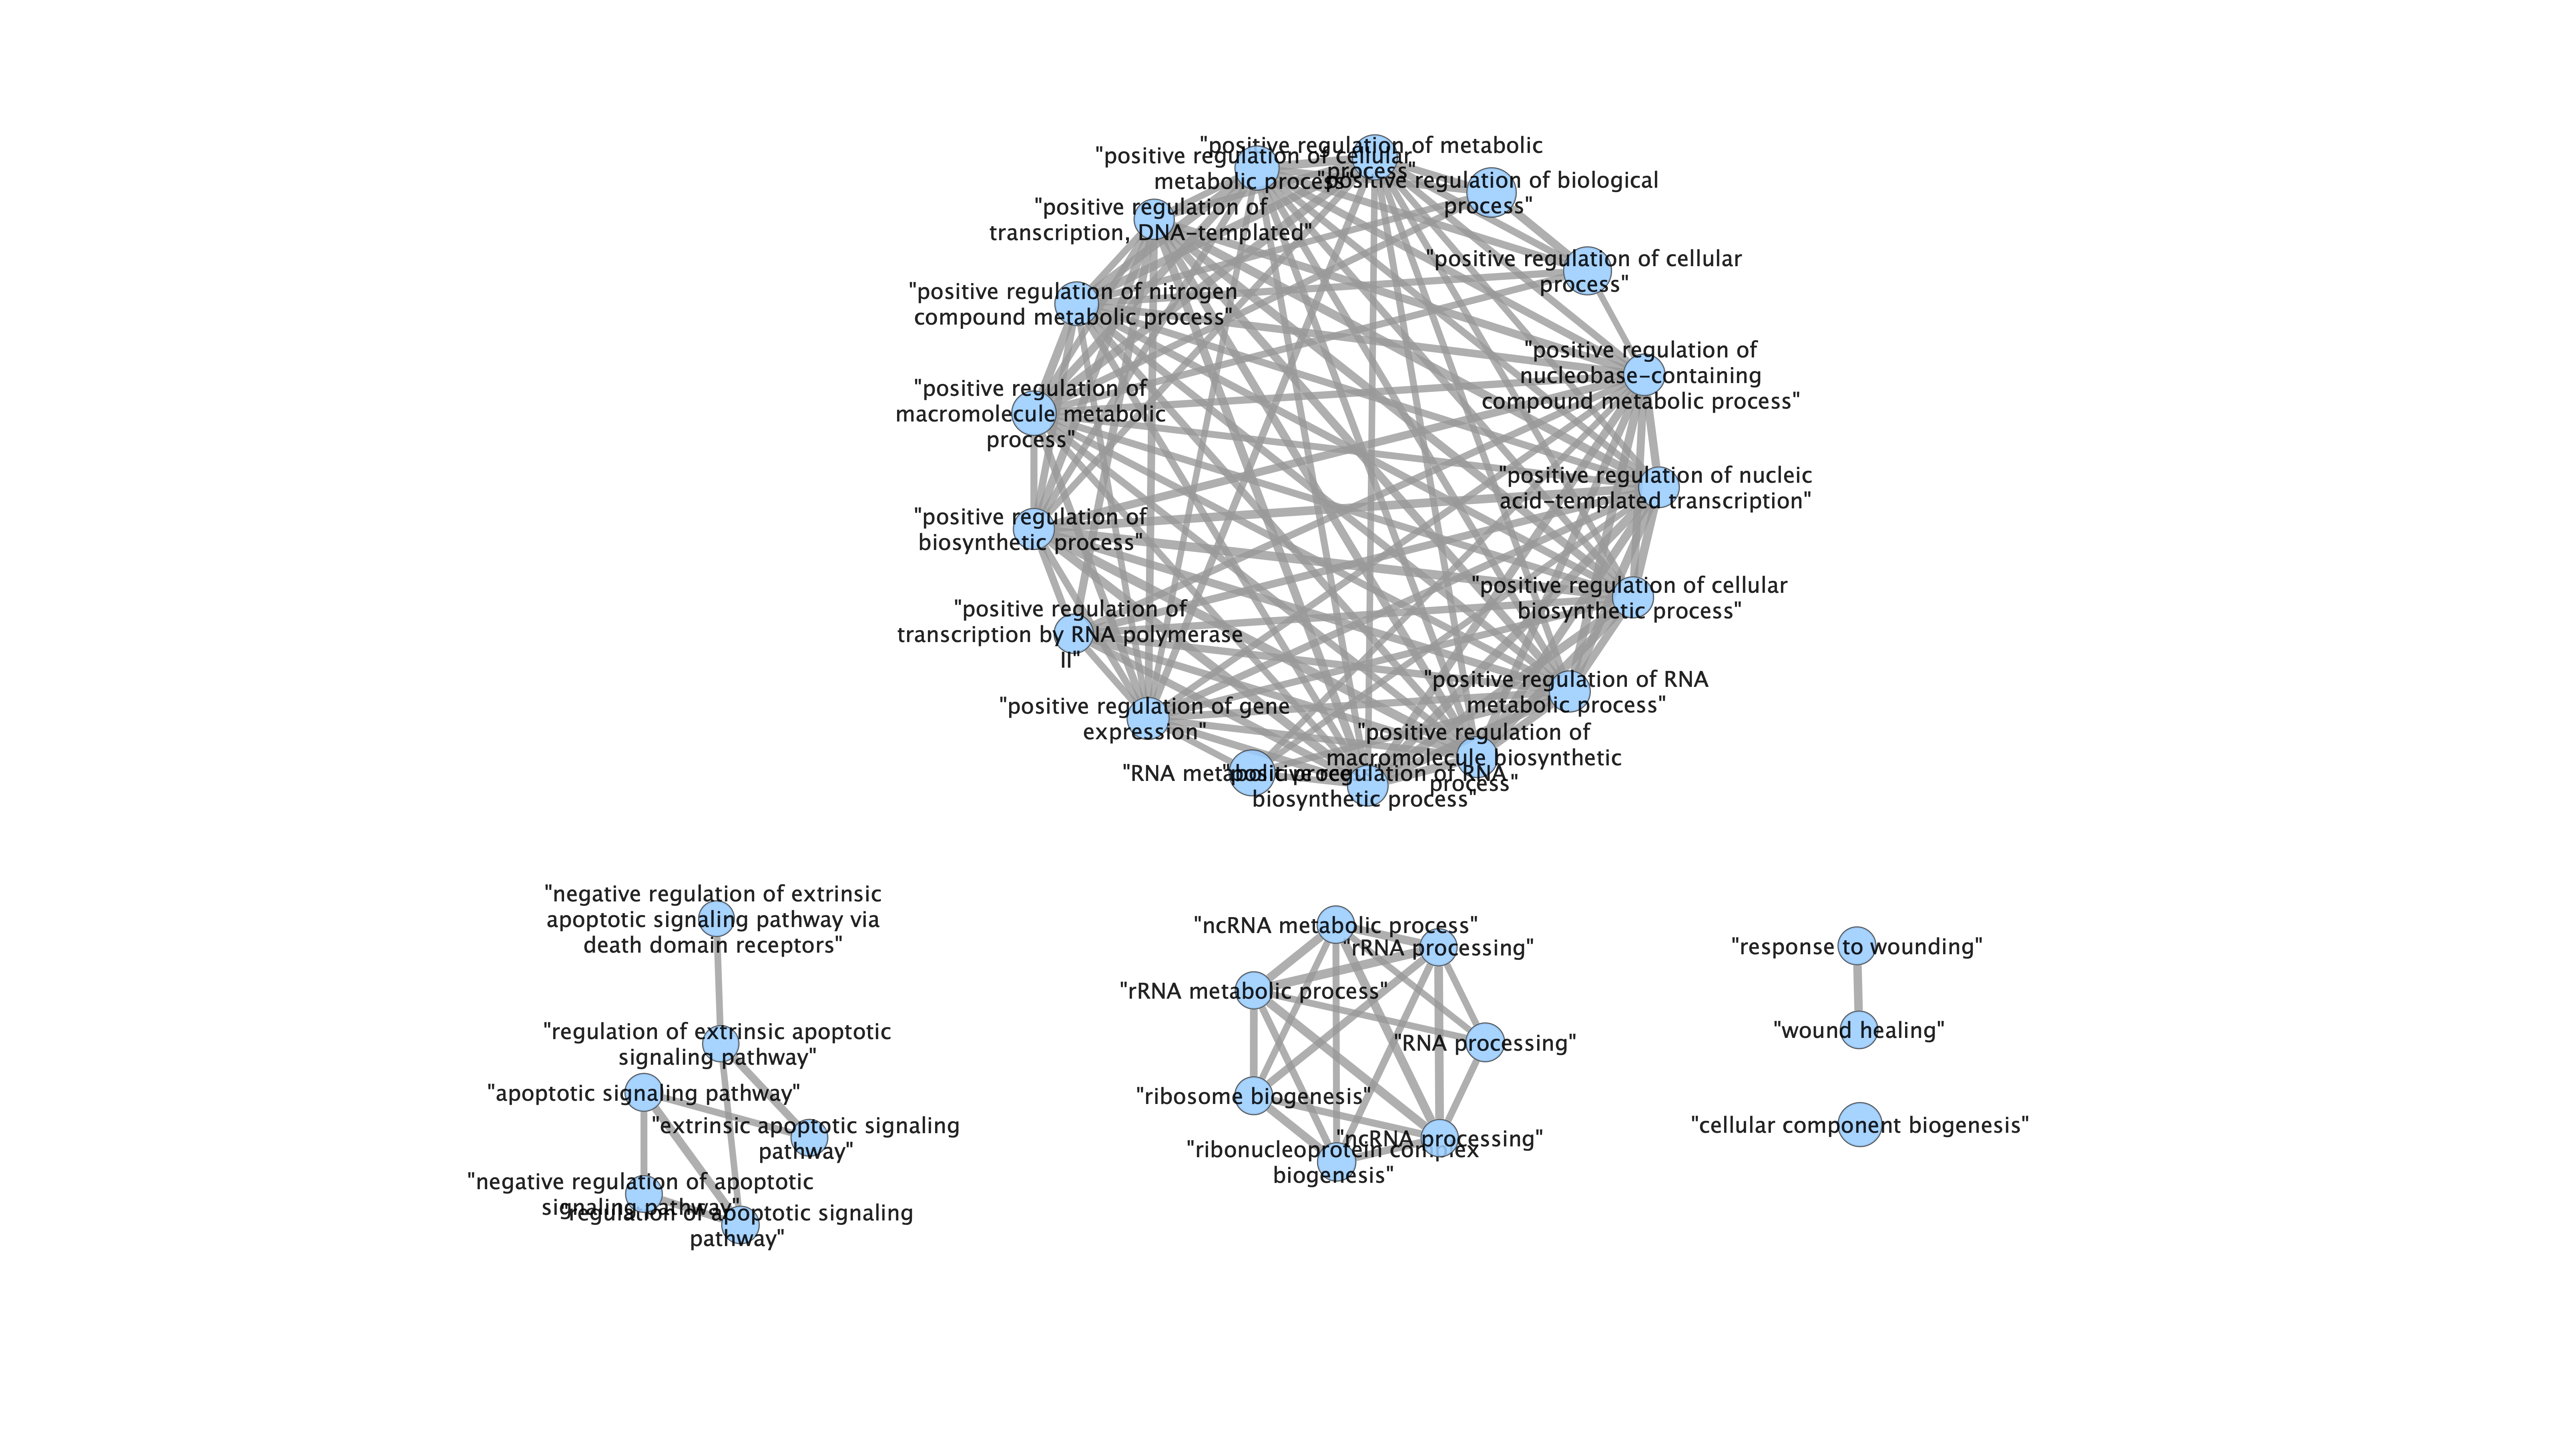 "positive regulation of metabolic
process"
"positive regulation of cellular
metabolic process"
"positive regulation of biological
process"
"positive regulation of
transcription, DNA-templated"
"positive regulation of cellular
process"
"positive regulation of nitrogen
compound metabolic process"
"positive regulation of
nucleobase-containing
compound metabolic process"
"positive regulation of
macromolecule metabolic
process"
"positive regulation of nucleic
acid-templated transcription"
"positive regulation of
biosynthetic process"
"positive regulation of cellular
biosynthetic process"
"positive regulation of
transcription by RNA polymerase
II"
"positive regulation of RNA
metabolic process"
"positive regulation of gene
expression"
"positive regulation of
macromolecule biosynthetic
process"
"RNA metabolic process"
"positive regulation of RNA
biosynthetic process"
"negative regulation of extrinsic
apoptotic signaling pathway via
death domain receptors"
"regulation of extrinsic apoptotic
signaling pathway"
"apoptotic signaling pathway"
"extrinsic apoptotic signaling
pathway"
"negative regulation of apoptotic
signaling pathway"
"regulation of apoptotic signaling
pathway"
"ncRNA metabolic process"
"rRNA processing"
"rRNA metabolic process"
"RNA processing"
"ribosome biogenesis"
"ncRNA processing"
"ribonucleoprotein complex
biogenesis"
"response to wounding"
"wound healing"
"cellular component biogenesis"